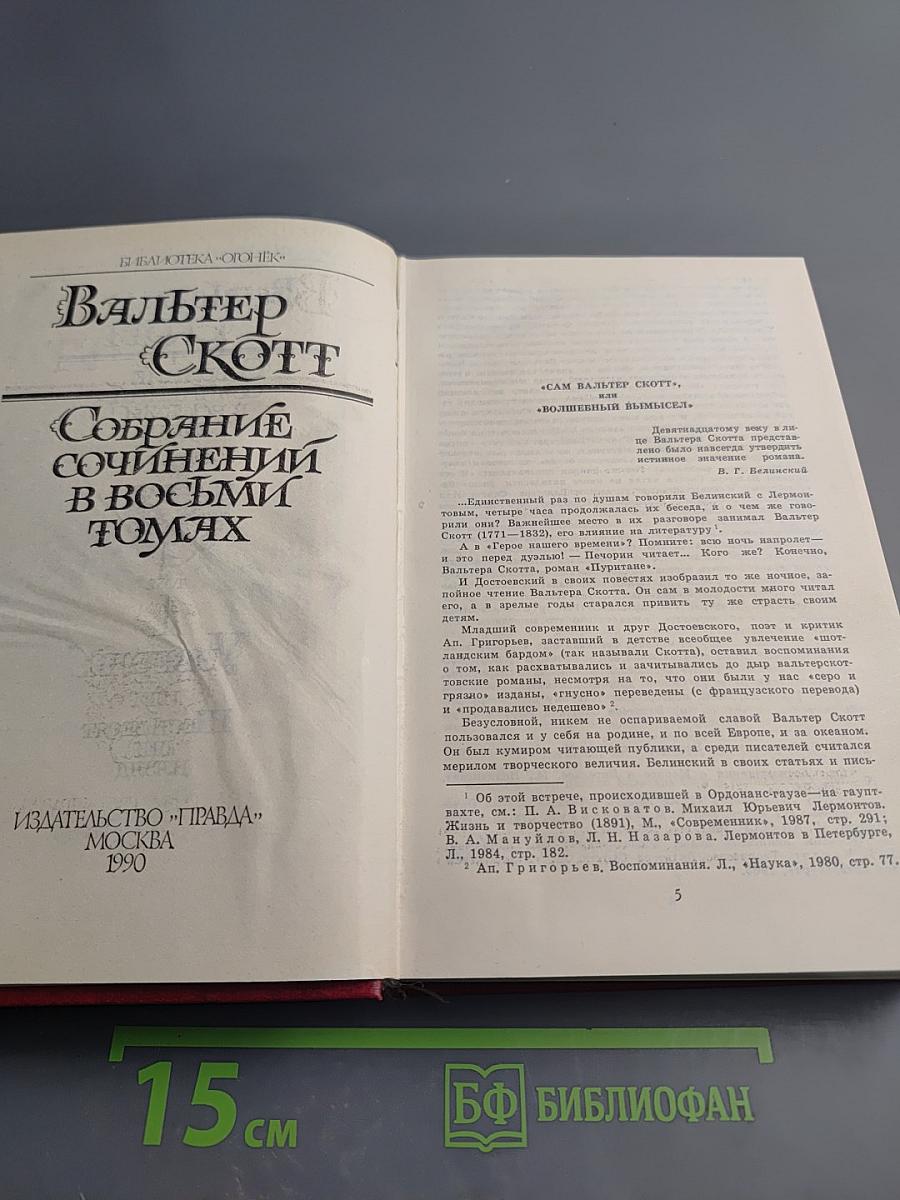 БИБЛИОТЕКА «ОГОНЁК»
ВАЛЬТЕР
СКОТТ
СОБРАНИЕ
СОЧИНЕНИЙ
В ВОСЬМИ
ТОМАХ
ИЗДАТЕЛЬСТВО „ПРАВДА"
МОСКВА
1990
«САМ ВАЛЬТЕР СКОТТ»,
или
«ВОЛШЕБНЫЙ ВЫМЫСЕЛ»
Девятнадцатому веку в ли-
це Вальтера Скотта представ-
лено было навсегда утвердить
истинное значение романа.
В. Г. Белинский
...Единственный раз по душам говорили Белинский с Лермон-
товым, четыре часа продолжалась их беседа, и о чем же гово-
рили они? Важнейшее место в их разговоре занимал Вальтер
Скотт (1771—1832), его влияние на литературу ¹.
А в «Герое нашего времени»? Помните: всю ночь напролет—
и это перед дуэлью! — Печорин читает... Кого же? Конечно,
Вальтера Скотта, роман «Пуритане».
И Достоевский в своих повестях изобразил то же ночное, за-
пойное чтение Вальтера Скотта. Он сам в молодости много читал
его, а в зрелые годы старался привить ту же страсть своим
детям.
Младший современник и друг Достоевского, поэт и критик
Ап. Григорьев, заставший в детстве всеобщее увлечение «шот-
ландским бардом» (так называли Скотта), оставил воспоминания
о том, как расхватывались и зачитывались до дыр вальтерскот-
товские романы, несмотря на то, что они были у нас «серо и
грязно» изданы, «гнусно» переведены (с французского перевода)
и «продавались недешево» ².
Безусловной, никем не оспариваемой славой Вальтер Скотт
пользовался и у себя на родине, и по всей Европе, и за океаном.
Он был кумиром читающей публики, а среди писателей считался
мерилом творческого величия. Белинский в своих статьях и пись-
¹ Об этой встрече, происходившей в Ордонанс-гаузе—на гаупт-
вахте, см.: П. А. Висковатов. Михаил Юрьевич Лермонтов.
Жизнь и творчество (1891), М., «Современник», 1987, стр. 291;
В. А. Мануйлов, Л. Н. Назарова. Лермонтов в Петербурге,
Л., 1984, стр. 182.
² Ап. Григорьев. Воспоминания. Л., «Наука», 1980, стр. 77.
5
15 см
БФ БИБЛИОФАН